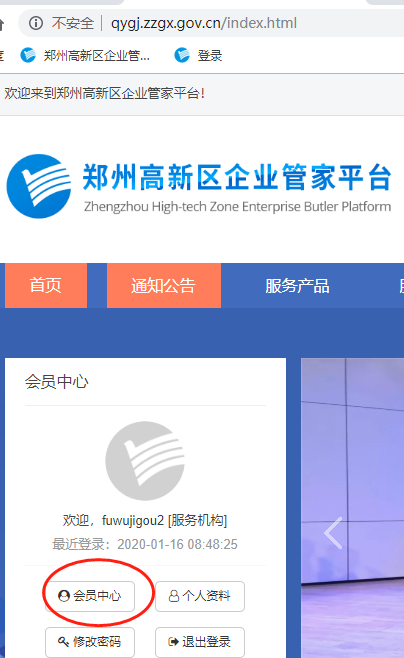 不安全 | qygj.zzgx.gov.cn/index.html
郑州高新区企业管... 登录
欢迎来到郑州高新区企业管家平台!
郑州高新区企业管家平台
Zhengzhou High-tech Zone Enterprise Butler Platform
首页 通知公告 服务产品
会员中心
欢迎，fuwujigou2 [服务机构]
最近登录：2020-01-16 08:48:25
会员中心 个人资料
修改密码 退出登录